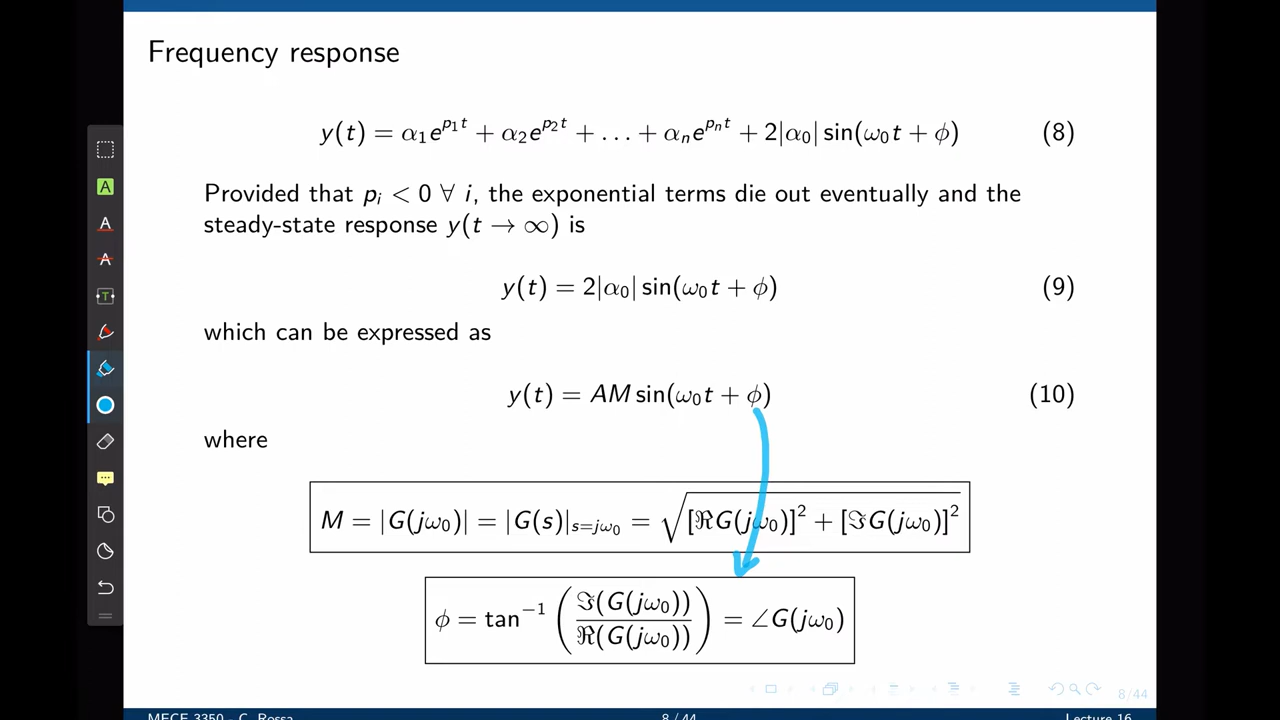 Frequency response
y(t) = α₁e^{p₁t} + α₂e^{p₂t} + . . . + αₙe^{pₙt} + 2|α₀| sin(ω₀t + ϕ) (8)
Provided that pᵢ < 0 ∀ i, the exponential terms die out eventually and the
steady-state response y(t → ∞) is
y(t) = 2|α₀| sin(ω₀t + ϕ) (9)
which can be expressed as
y(t) = AM sin(ω₀t + ϕ) (10)
where
M = |G(jω₀)| = |G(s)|_{s=jω₀} = √([ℜG(jω₀)]² + [ℑG(jω₀)]²)
ϕ = tan⁻¹ (ℑ(G(jω₀)) / ℜ(G(jω₀))) = ∠G(jω₀)
8/44
MECE 3350 - C. Rossa 8 / 44 Lecture 16
A
A
A
T